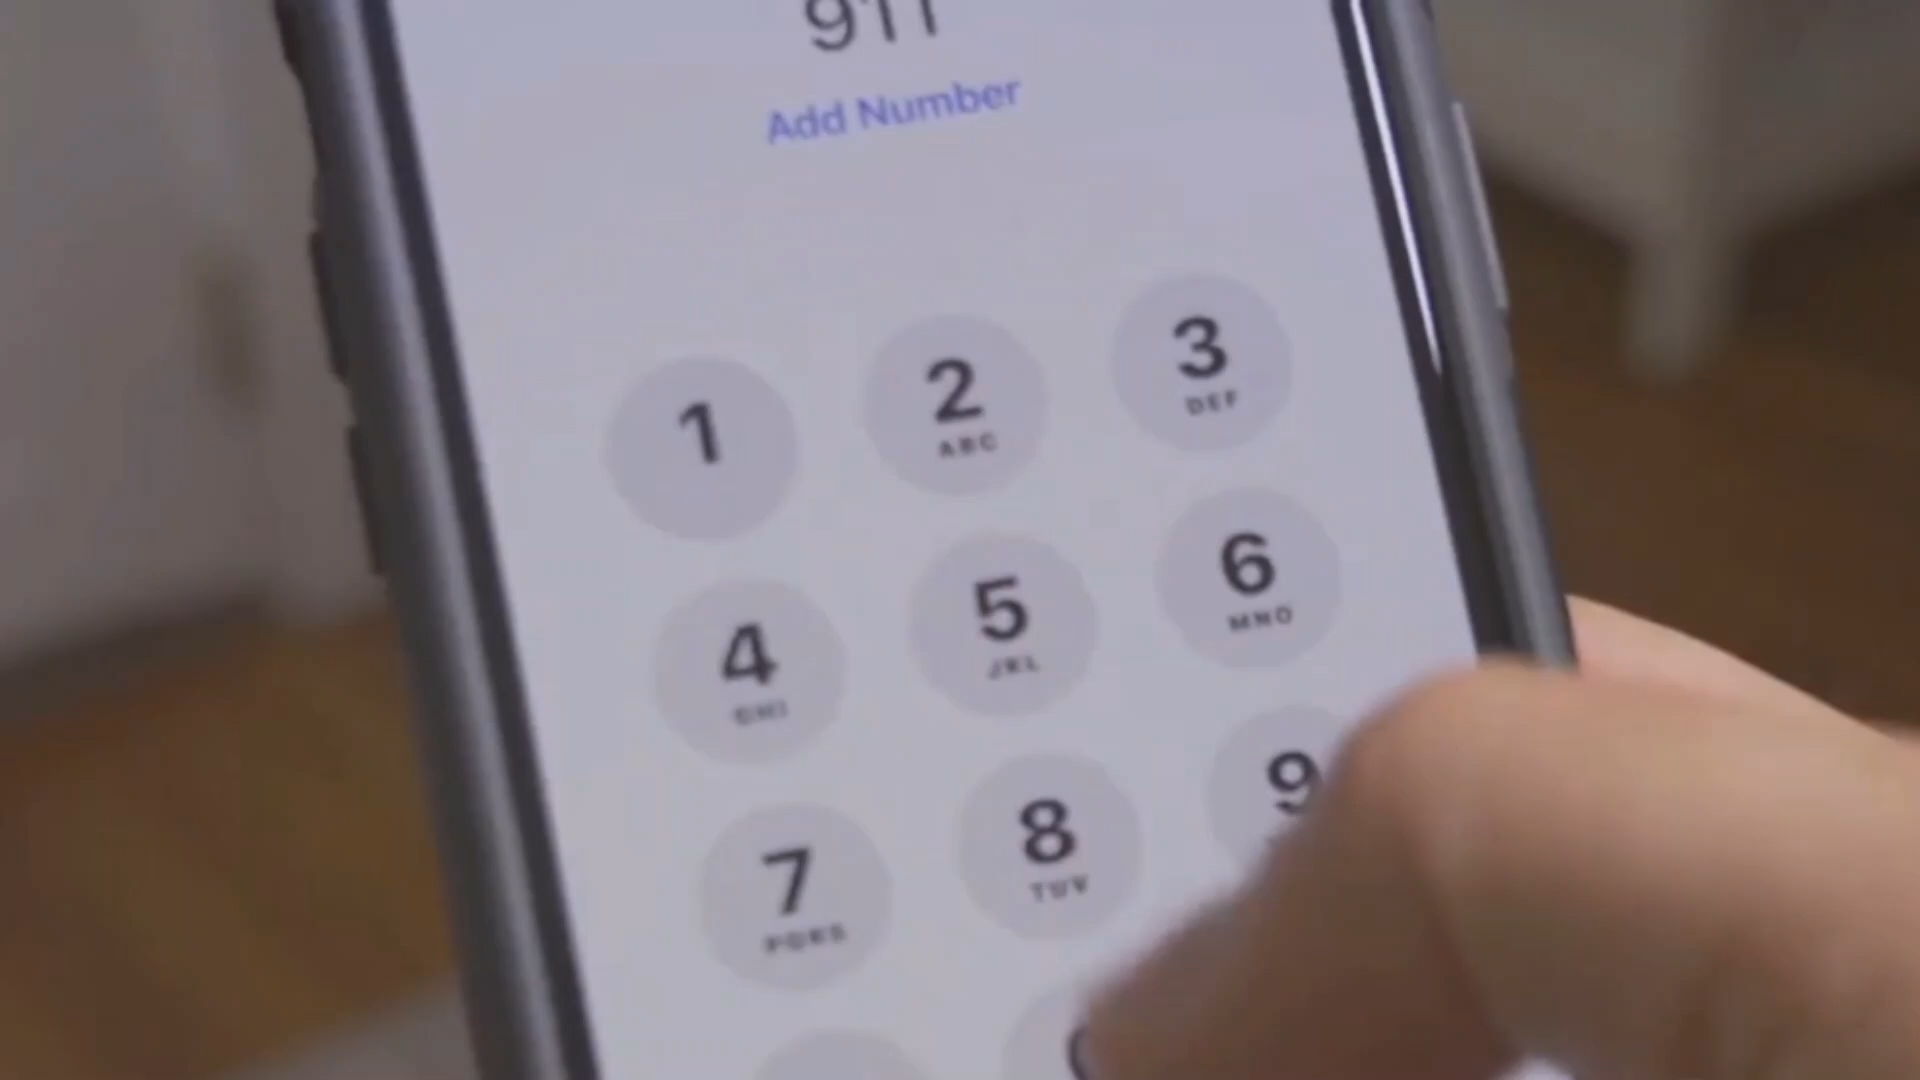 911
Add Number
1 2 3
ABC DEF
4 5 6
GHI JKL MNO
7 8 9
PQRS TUV